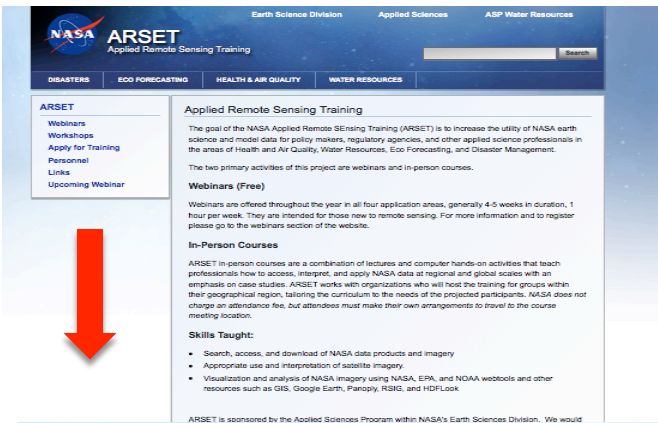 Earth Science Division Applied Sciences ASP Water Resources
NASA
ARSET
Applied Remote Sensing Training
Search
DISASTERS ECO FORECASTING HEALTH & AIR QUALITY WATER RESOURCES
ARSET
Webinars
Workshops
Apply for Training
Personnel
Links
Upcoming Webinar
Applied Remote Sensing Training
The goal of the NASA Applied Remote SEnsing Training (ARSET) is to increase the utility of NASA earth
science and model data for policy makers, regulatory agencies, and other applied science professionals in
the areas of Health and Air Quality, Water Resources, Eco Forecasting, and Disaster Management.
The two primary activities of this project are webinars and in-person courses.
Webinars (Free)
Webinars are offered throughout the year in all four application areas, generally 4-5 weeks in duration, 1
hour per week. They are intended for those new to remote sensing. For more information and to register
please go to the webinars section of the website.
In-Person Courses
ARSET in-person courses are a combination of lectures and computer hands-on activities that teach
professionals how to access, interpret, and apply NASA data at regional and global scales with an
emphasis on case studies. ARSET works with organizations who will host the training for groups within
their geographical region, tailoring the curriculum to the needs of the projected participants. NASA does not
charge an attendance fee, but attendees must make their own arrangements to travel to the course
meeting location.
Skills Taught:
• Search, access, and download of NASA data products and imagery
• Appropriate use and interpretation of satellite imagery.
• Visualization and analysis of NASA imagery using NASA, EPA, and NOAA webtools and other
resources such as GIS, Google Earth, Panoply, RSIG, and HDFLook
ARSET is sponsored by the Applied Sciences Program within NASA's Earth Sciences Division. We would